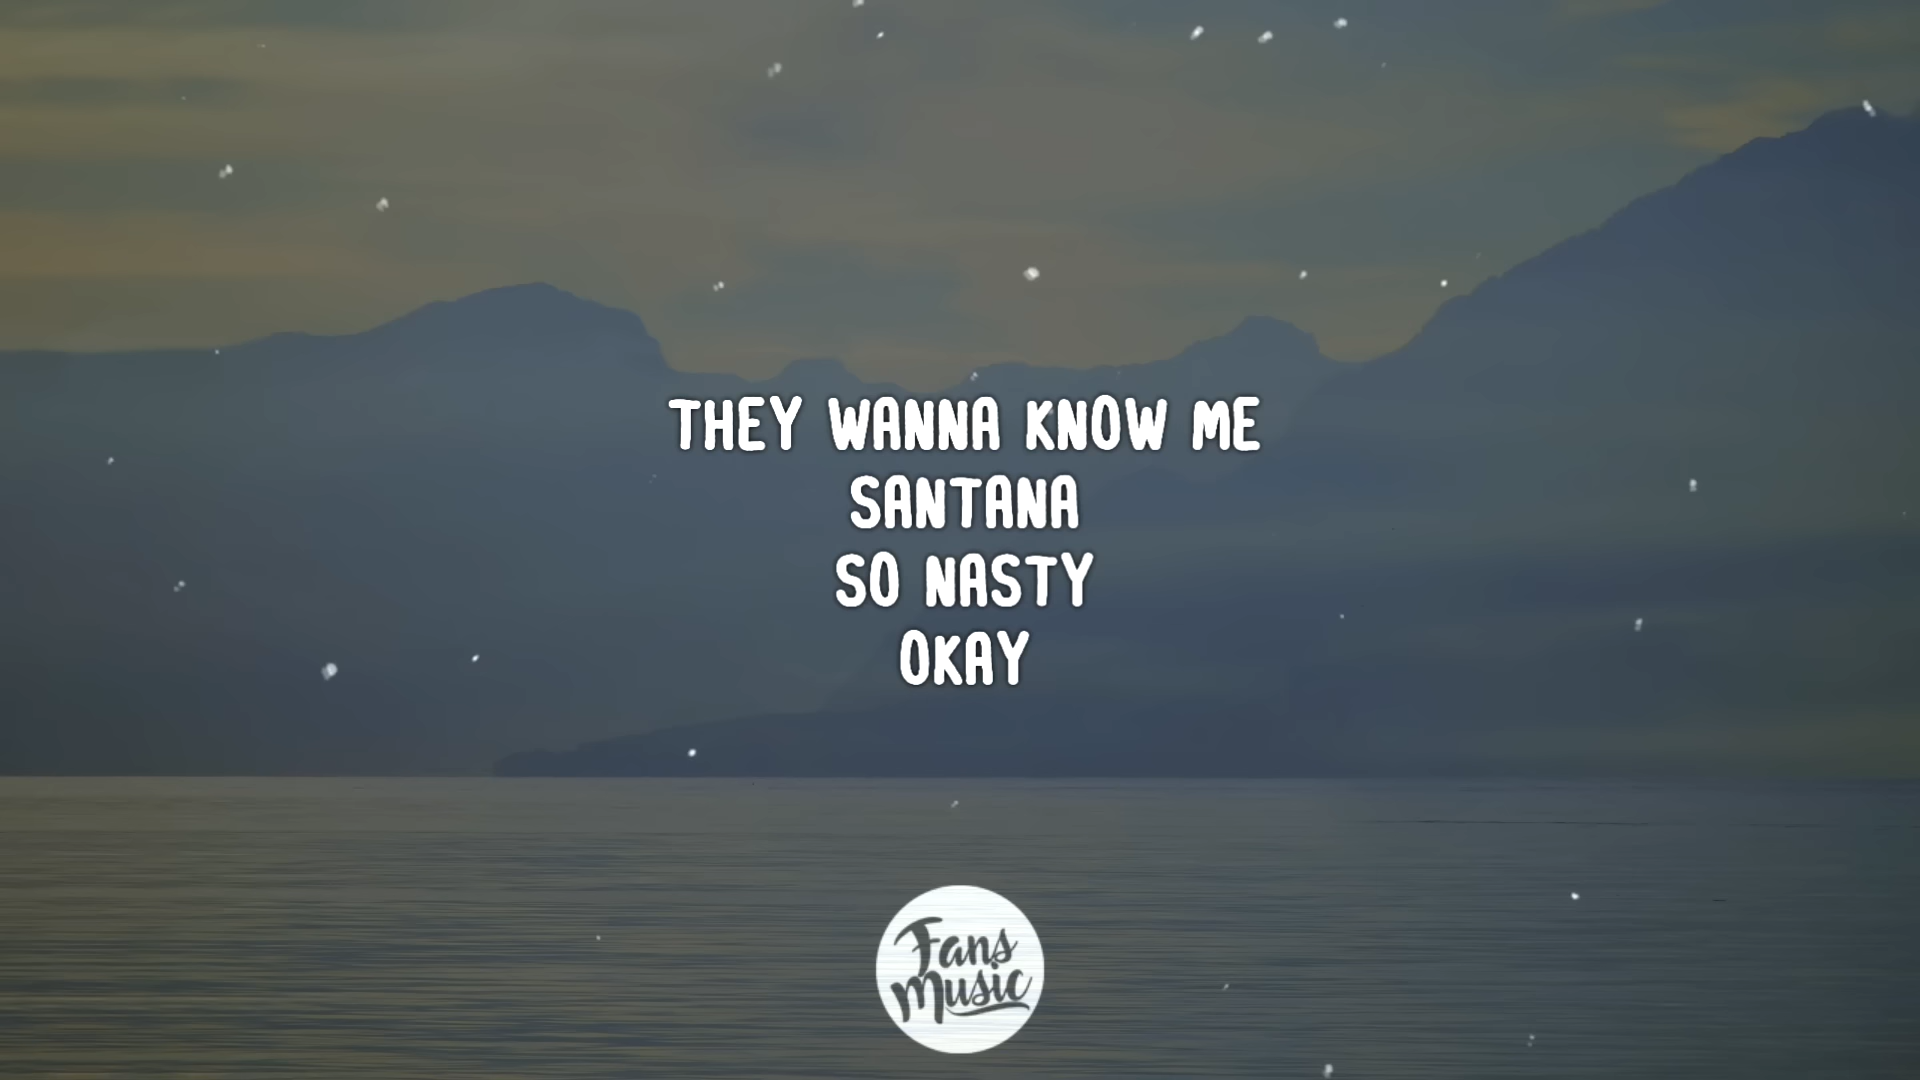 THEY WANNA KNOW ME
SANTANA
SO NASTY
OKAY
Fans
Music